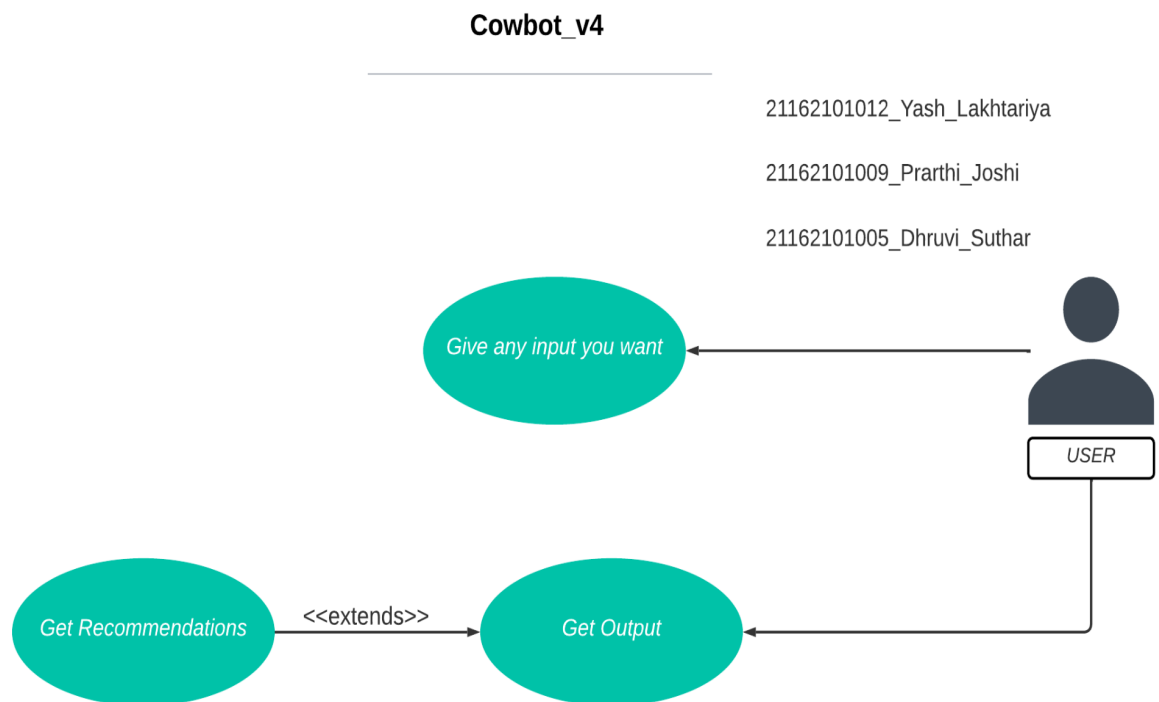 Cowbot_v4
21162101012_Yash_Lakhtariya
21162101009_Prarthi_Joshi
21162101005_Dhruvi_Suthar
Give any input you want
USER
Get Recommendations
<<extends>>
Get Output